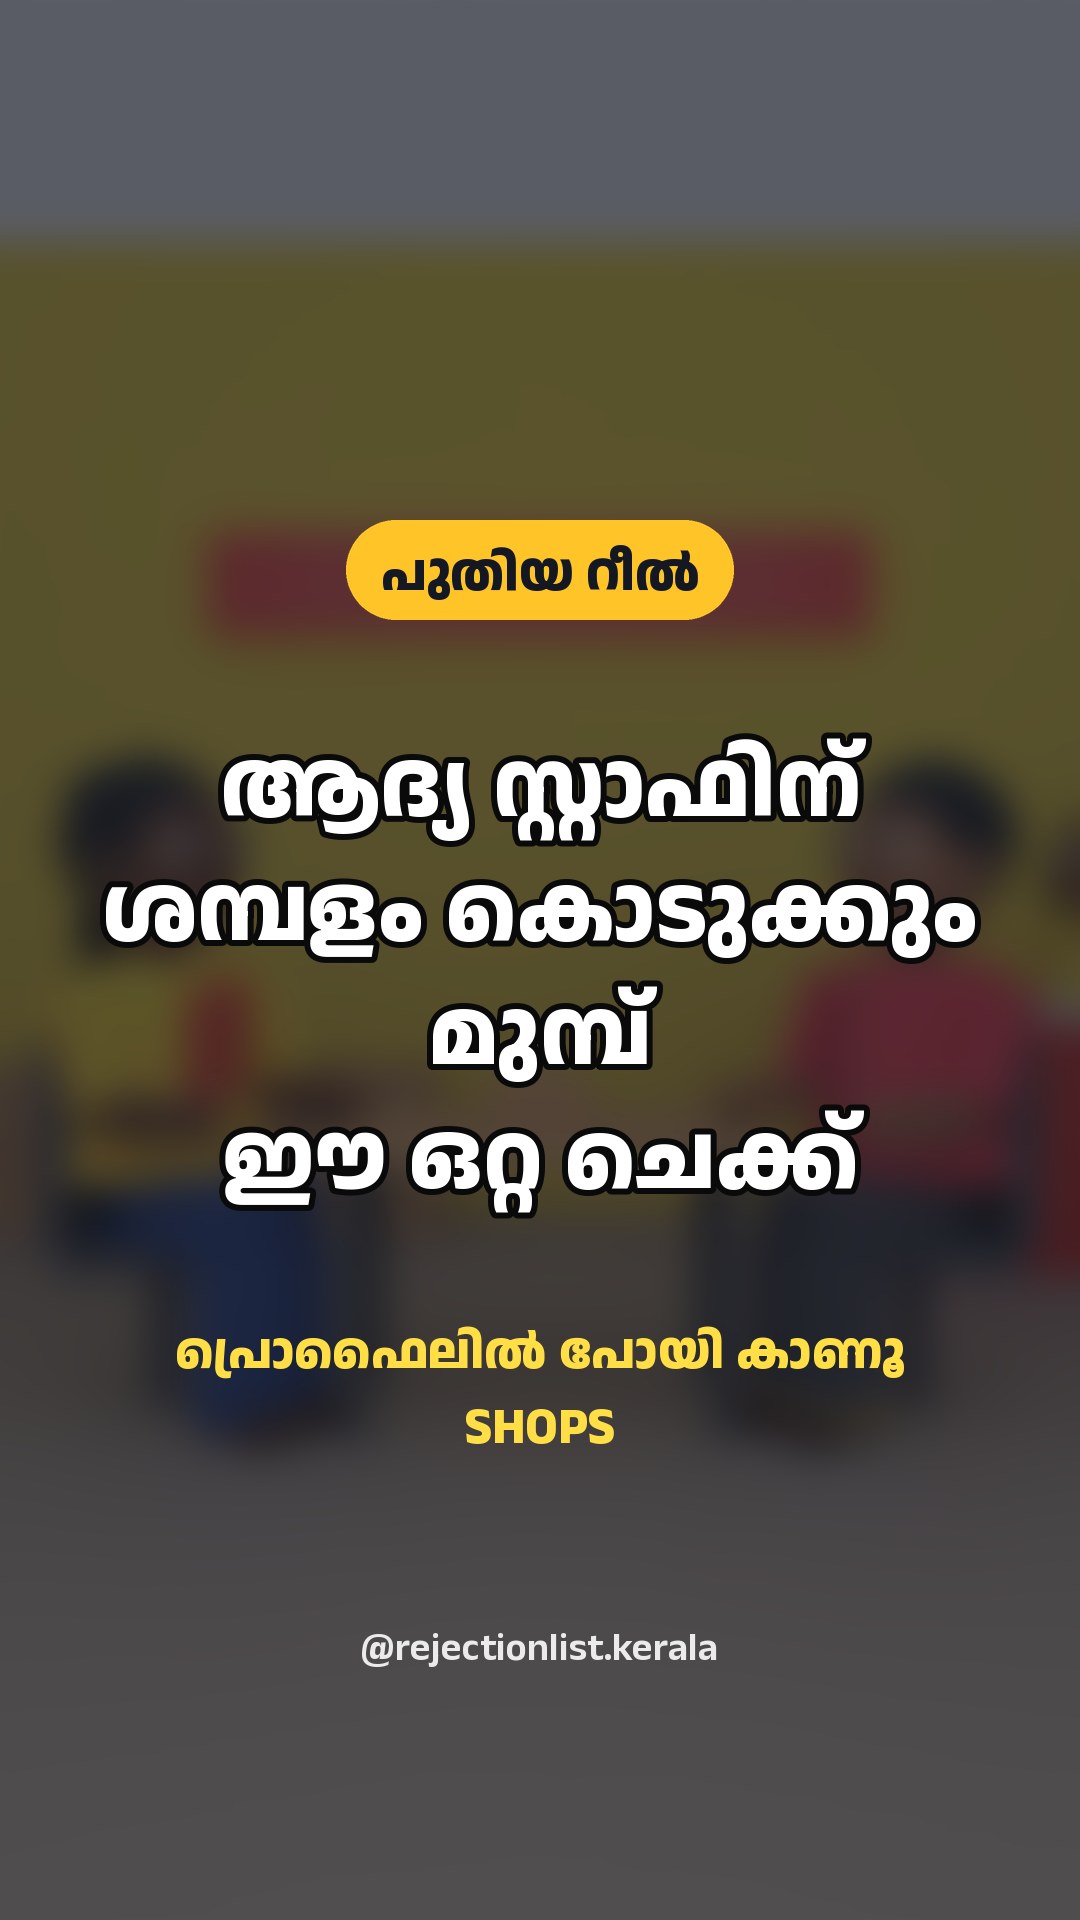 പുതിയ റീൽ
ആദ്യ സ്റ്റാഫിന്
ശമ്പളം കൊടുക്കും
മുമ്പ്
ഈ ഒറ്റ ചെക്ക്
പ്രൊഫൈലിൽ പോയി കാണൂ
SHOPS
@rejectionlist.kerala